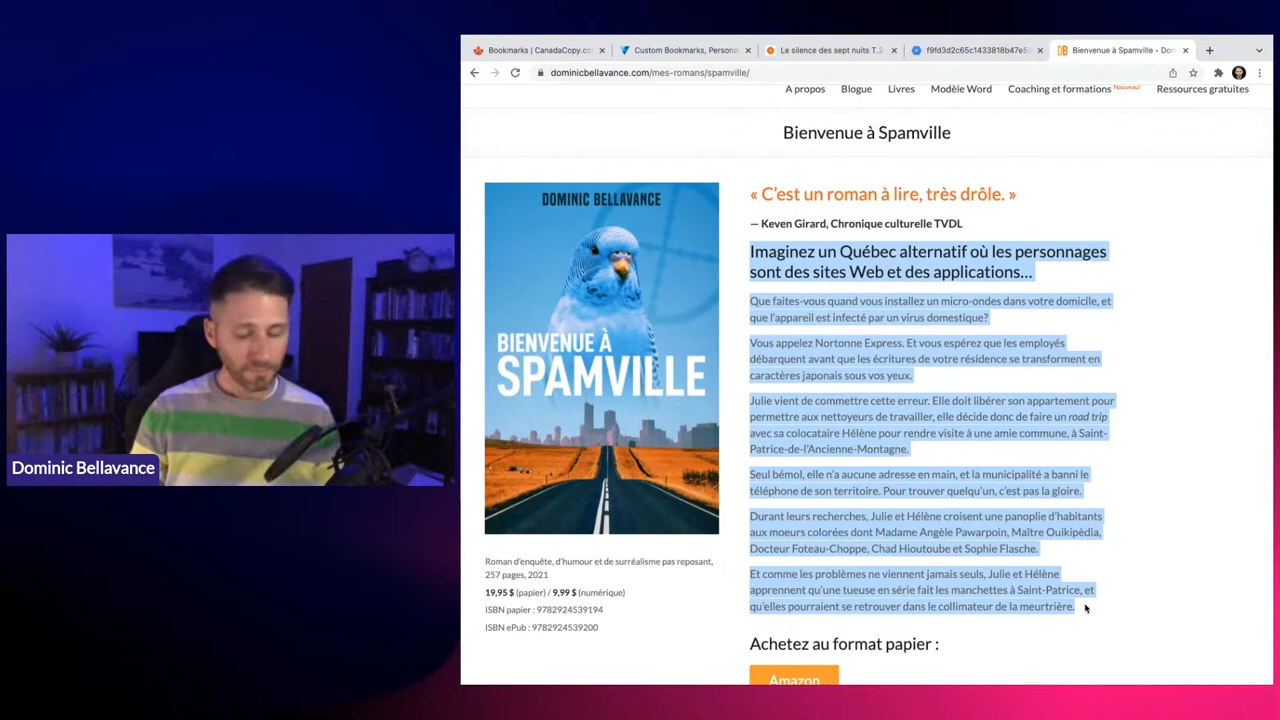 Bookmarks | CanadaCopy.co
Custom Bookmarks, Persona
Le silence des sept nuits T.2
f9fd3d2c65c1433818b47e5
Bienvenue à Spamville • Dom
dominicbellavance.com/mes-romans/spamville/
A propos
Blogue
Livres
Modèle Word
Coaching et formations Nouveau!
Ressources gratuites
Bienvenue à Spamville
DOMINIC BELLAVANCE
BIENVENUE À
SPAMVILLE
Roman d'enquête, d'humour et de surréalisme pas reposant,
257 pages, 2021
19,95 $ (papier) / 9,99 $ (numérique)
ISBN papier : 9782924539194
ISBN ePub : 9782924539200
« C'est un roman à lire, très drôle. »
— Keven Girard, Chronique culturelle TVDL
Imaginez un Québec alternatif où les personnages
sont des sites Web et des applications…
Que faites-vous quand vous installez un micro-ondes dans votre domicile, et
que l'appareil est infecté par un virus domestique?
Vous appelez Nortonne Express. Et vous espérez que les employés
débarquent avant que les écritures de votre résidence se transforment en
caractères japonais sous vos yeux.
Julie vient de commettre cette erreur. Elle doit libérer son appartement pour
permettre aux nettoyeurs de travailler, elle décide donc de faire un road trip
avec sa colocataire Hélène pour rendre visite à une amie commune, à Saint-
Patrice-de-l'Ancienne-Montagne.
Seul bémol, elle n'a aucune adresse en main, et la municipalité a banni le
téléphone de son territoire. Pour trouver quelqu'un, c'est pas la gloire.
Durant leurs recherches, Julie et Hélène croisent une panoplie d'habitants
aux moeurs colorées dont Madame Angèle Pawarpoin, Maître Ouikipèdia,
Docteur Foteau-Choppe, Chad Hioutoube et Sophie Flasche.
Et comme les problèmes ne viennent jamais seuls, Julie et Hélène
apprennent qu'une tueuse en série fait les manchettes à Saint-Patrice, et
qu'elles pourraient se retrouver dans le collimateur de la meurtrière.
Achetez au format papier :
Amazon
Dominic Bellavance